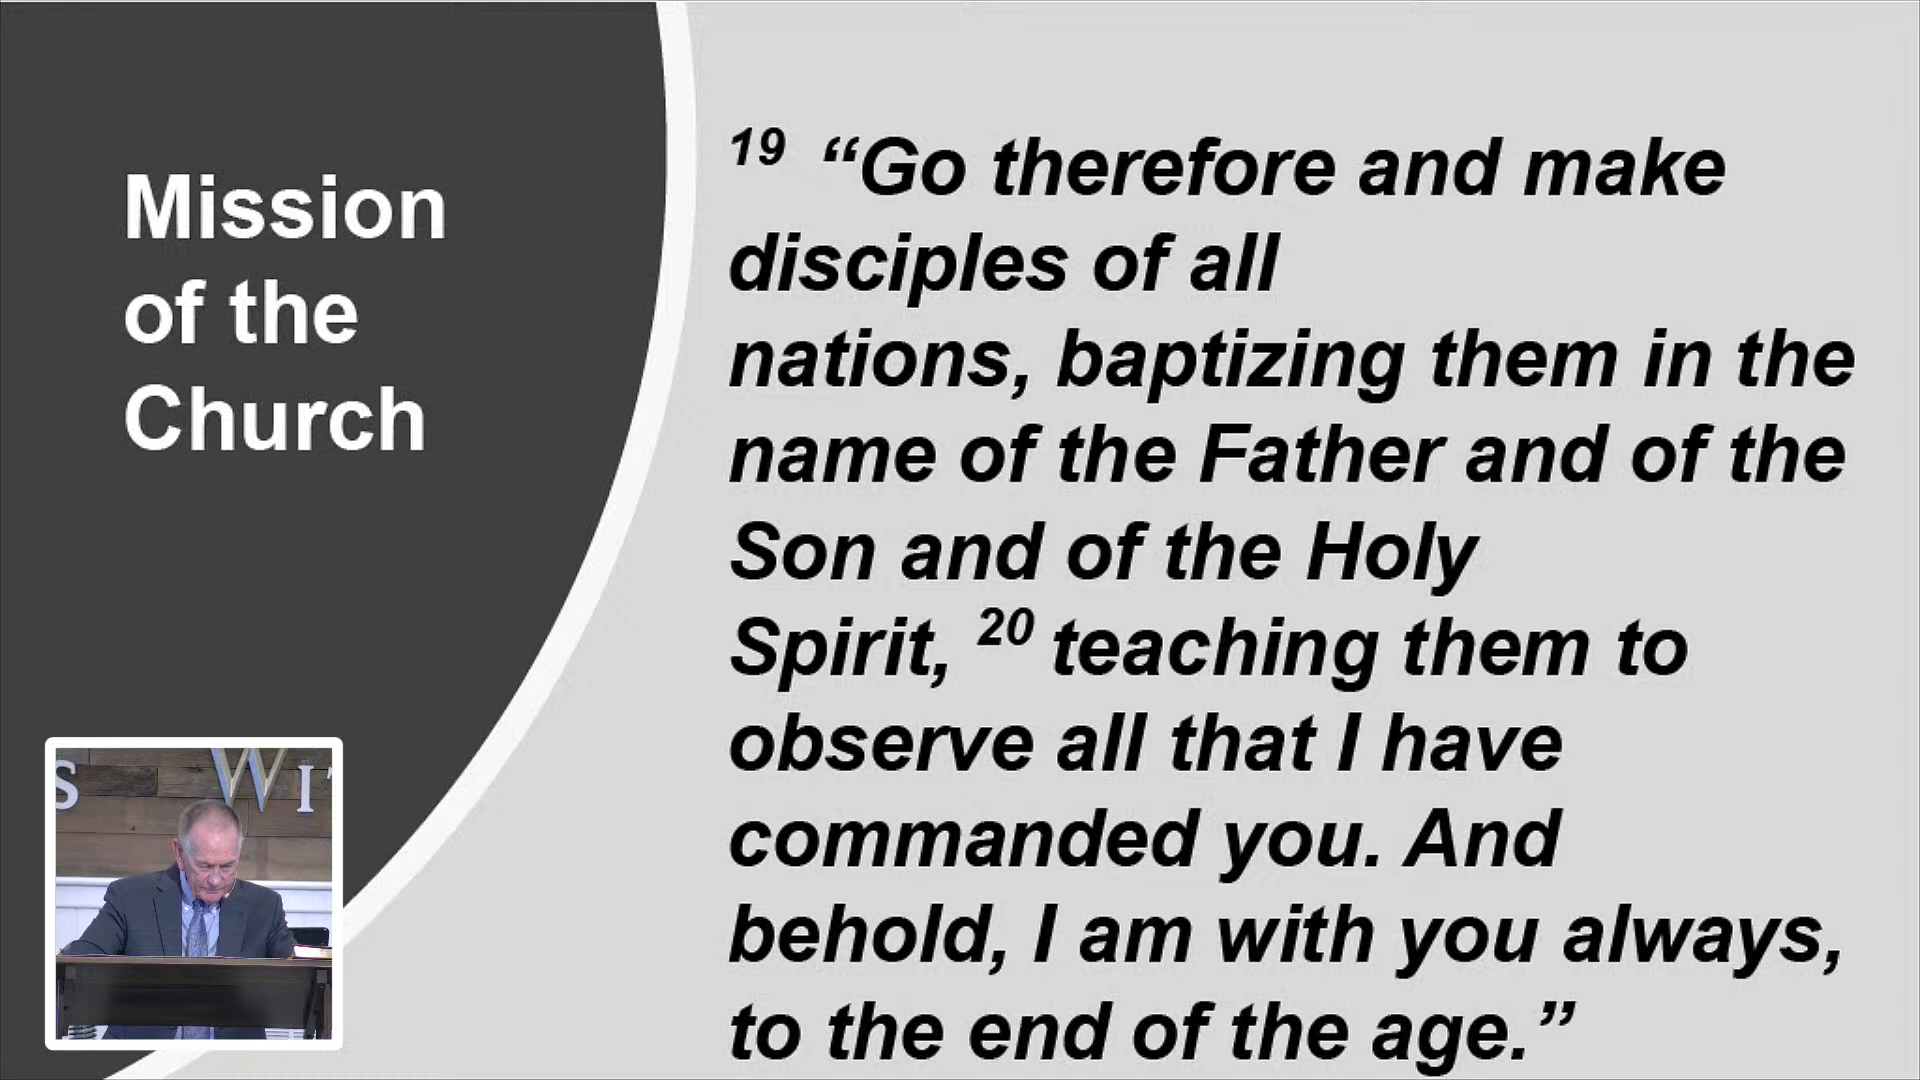 Mission
of the
Church
19 “Go therefore and make
disciples of all
nations, baptizing them in the
name of the Father and of the
Son and of the Holy
Spirit, 20 teaching them to
observe all that I have
commanded you. And
behold, I am with you always,
to the end of the age.”
S WI